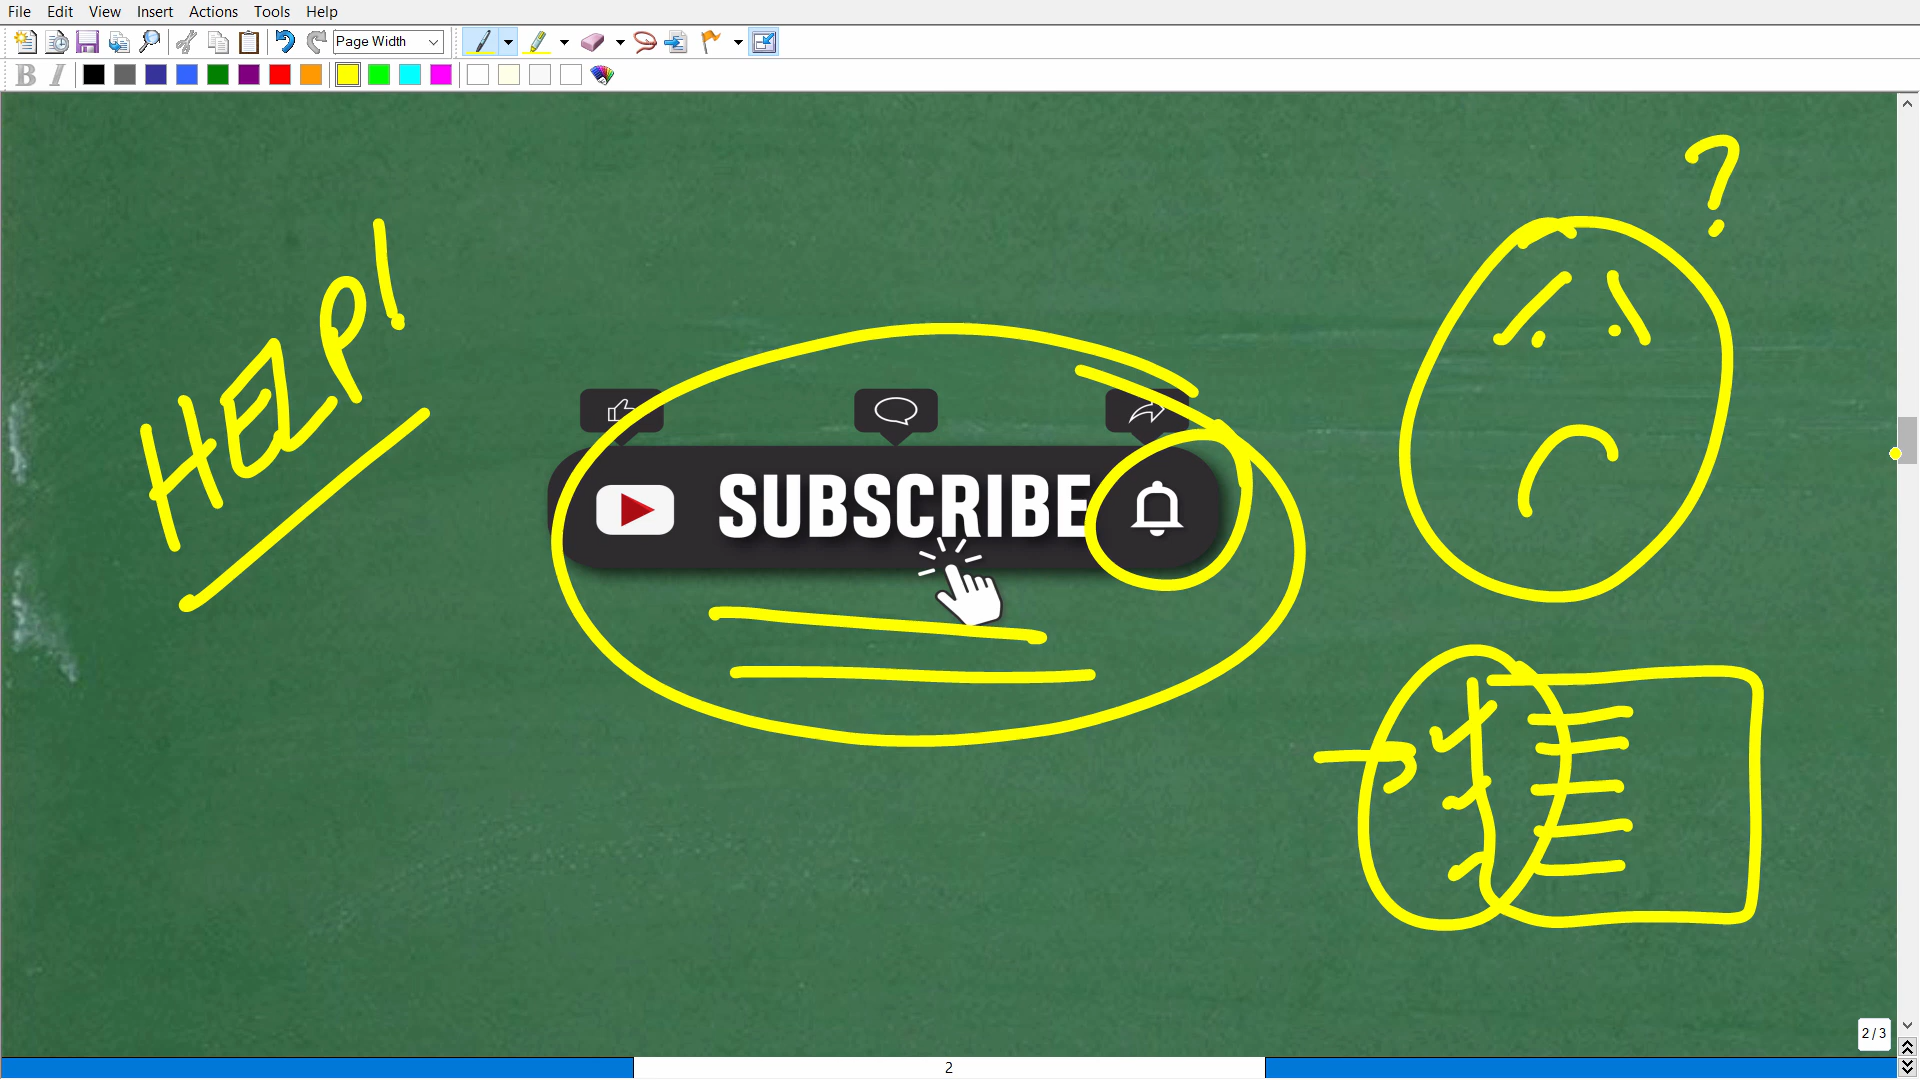 File Edit View Insert Actions Tools Help
Page Width
B I
?
HELP!
SUBSCRIBE
2 / 3
2